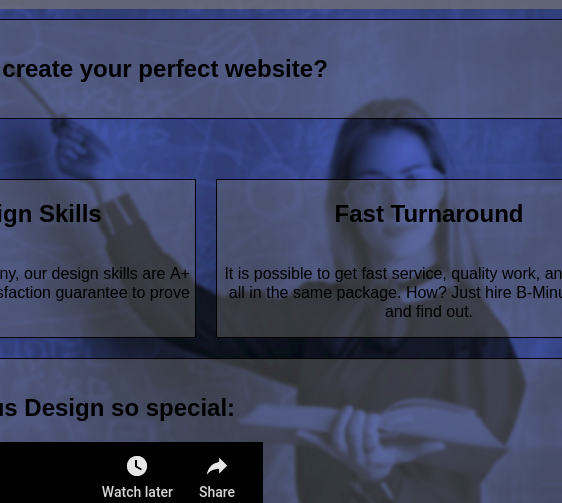 create your perfect website?
ign Skills
ny, our design skills are A+
sfaction guarantee to prove
Fast Turnaround
It is possible to get fast service, quality work, an
all in the same package. How? Just hire B-Minu
and find out.
us Design so special:
Watch later Share